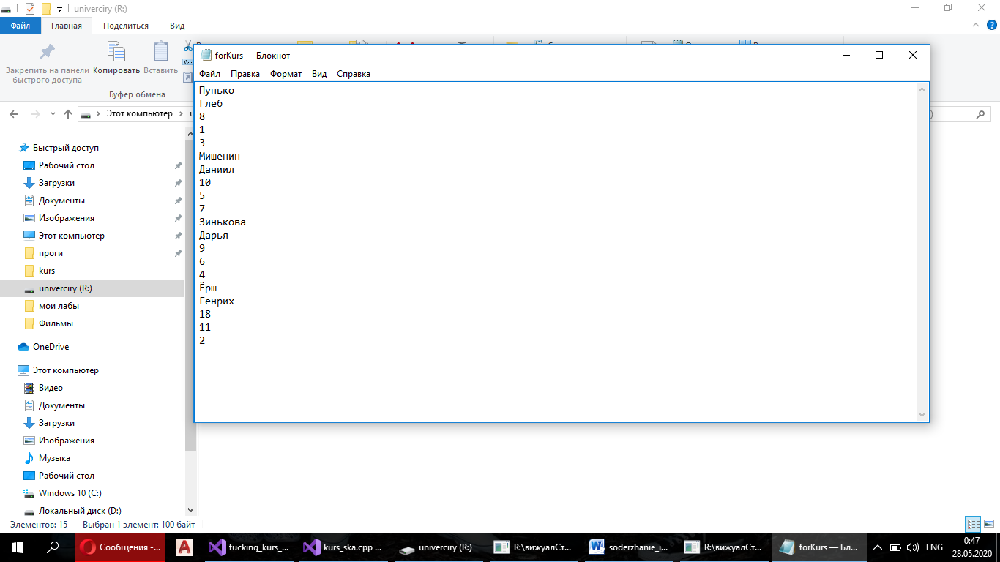 univerciry (R:)
Файл Главная Поделиться Вид
Закрепить на панели быстрого доступа
Копировать
Вставить
Буфер обмена
Этот компьютер
forKurs — Блокнот
Файл Правка Формат Вид Справка
Пунько
Глеб
8
1
3
Мишенин
Даниил
10
5
7
Зинькова
Дарья
9
6
4
Ёрш
Генрих
18
11
2
Быстрый доступ
Рабочий стол
Загрузки
Документы
Изображения
Этот компьютер
проги
kurs
univerciry (R:)
мои лабы
Фильмы
OneDrive
Этот компьютер
Видео
Документы
Загрузки
Изображения
Музыка
Рабочий стол
Windows 10 (C:)
Локальный диск (D:)
Элементов: 15 Выбран 1 элемент: 100 байт
Сообщения -...
fucking_kurs_...
kurs_ska.cpp ...
univerciry (R:)
R:\вижуалСт...
soderzhanie_i...
R:\вижуалСт...
forKurs — Бл...
ENG
0:47
28.05.2020